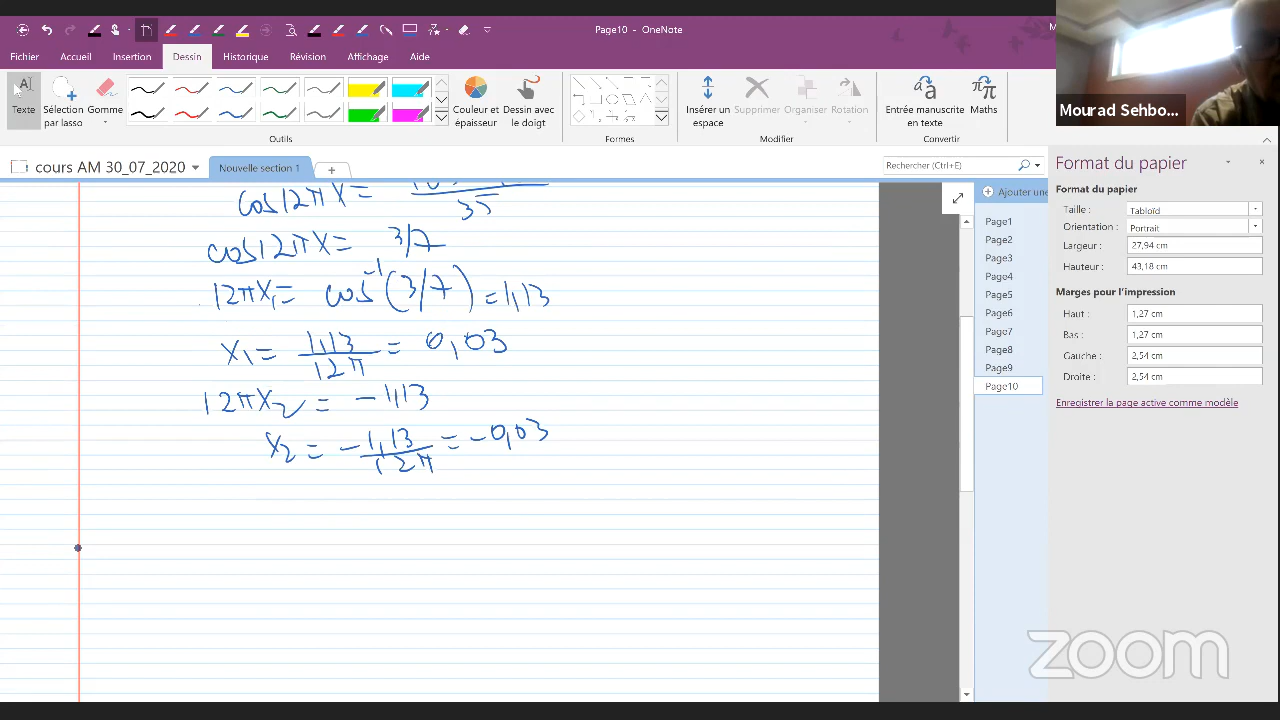 Page10 - OneNote
M
Fichier Accueil Insertion Dessin Historique Révision Affichage Aide
Texte
Sélection par lasso
Gomme
Couleur et épaisseur
Dessin avec le doigt
Insérer un espace
Supprimer
Organiser
Rotation
Entrée manuscrite en texte
Maths
Outils Formes Modifier Convertir
Mourad Sehbo...
cours AM 30_07_2020
Nouvelle section 1
+
Rechercher (Ctrl+E)
cos 12πX =
35
cos 12πX = 3/7
12πX1 = cos^-1 (3/7) = 1,13
X1 = 1,13 / 12π = 0,03
12πX2 = -1,13
X2 = -1,13 / 12π = -0,03
Ajouter une
Page1
Page2
Page3
Page4
Page5
Page6
Page7
Page8
Page9
Page10
Format du papier
Format du papier
Taille : Tabloïd
Orientation : Portrait
Largeur : 27,94 cm
Hauteur : 43,18 cm
Marges pour l'impression
Haut : 1,27 cm
Bas : 1,27 cm
Gauche : 2,54 cm
Droite : 2,54 cm
Enregistrer la page active comme modèle
zoom